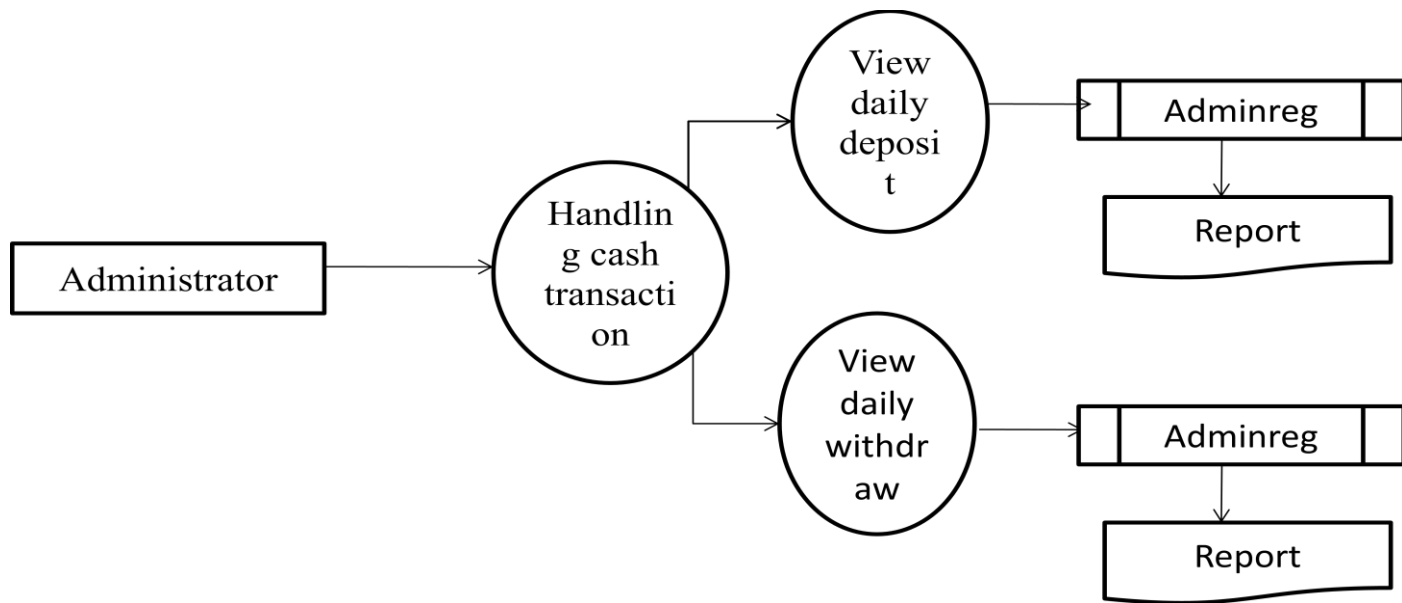 Administrator
Handlin
g cash
transacti
on
View
daily
deposi
t
Adminreg
Report
View
daily
withdr
aw
Adminreg
Report